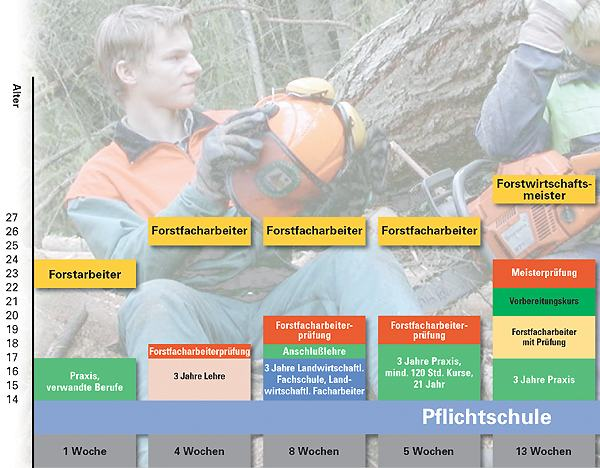 Alter
Forstwirtschafts-
meister
27
26
25
24
23
22
21
20
19
18
17
16
15
14
Forstfacharbeiter
Forstfacharbeiter
Forstfacharbeiter
Forstarbeiter
Meisterprüfung
Vorbereitungskurs
Forstfacharbeiter
mit Prüfung
3 Jahre Praxis
Forstfacharbeiter-
prüfung
Anschlußlehre
3 Jahre Landwirtschaftl.
Fachschule, Land-
wirtschaftl. Facharbeiter
Forstfacharbeiter-
prüfung
3 Jahre Praxis,
mind. 120 Std. Kurse,
21 Jahr
Forstfacharbeiterprüfung
3 Jahre Lehre
Praxis,
verwandte Berufe
Pflichtschule
1 Woche
4 Wochen
8 Wochen
5 Wochen
13 Wochen